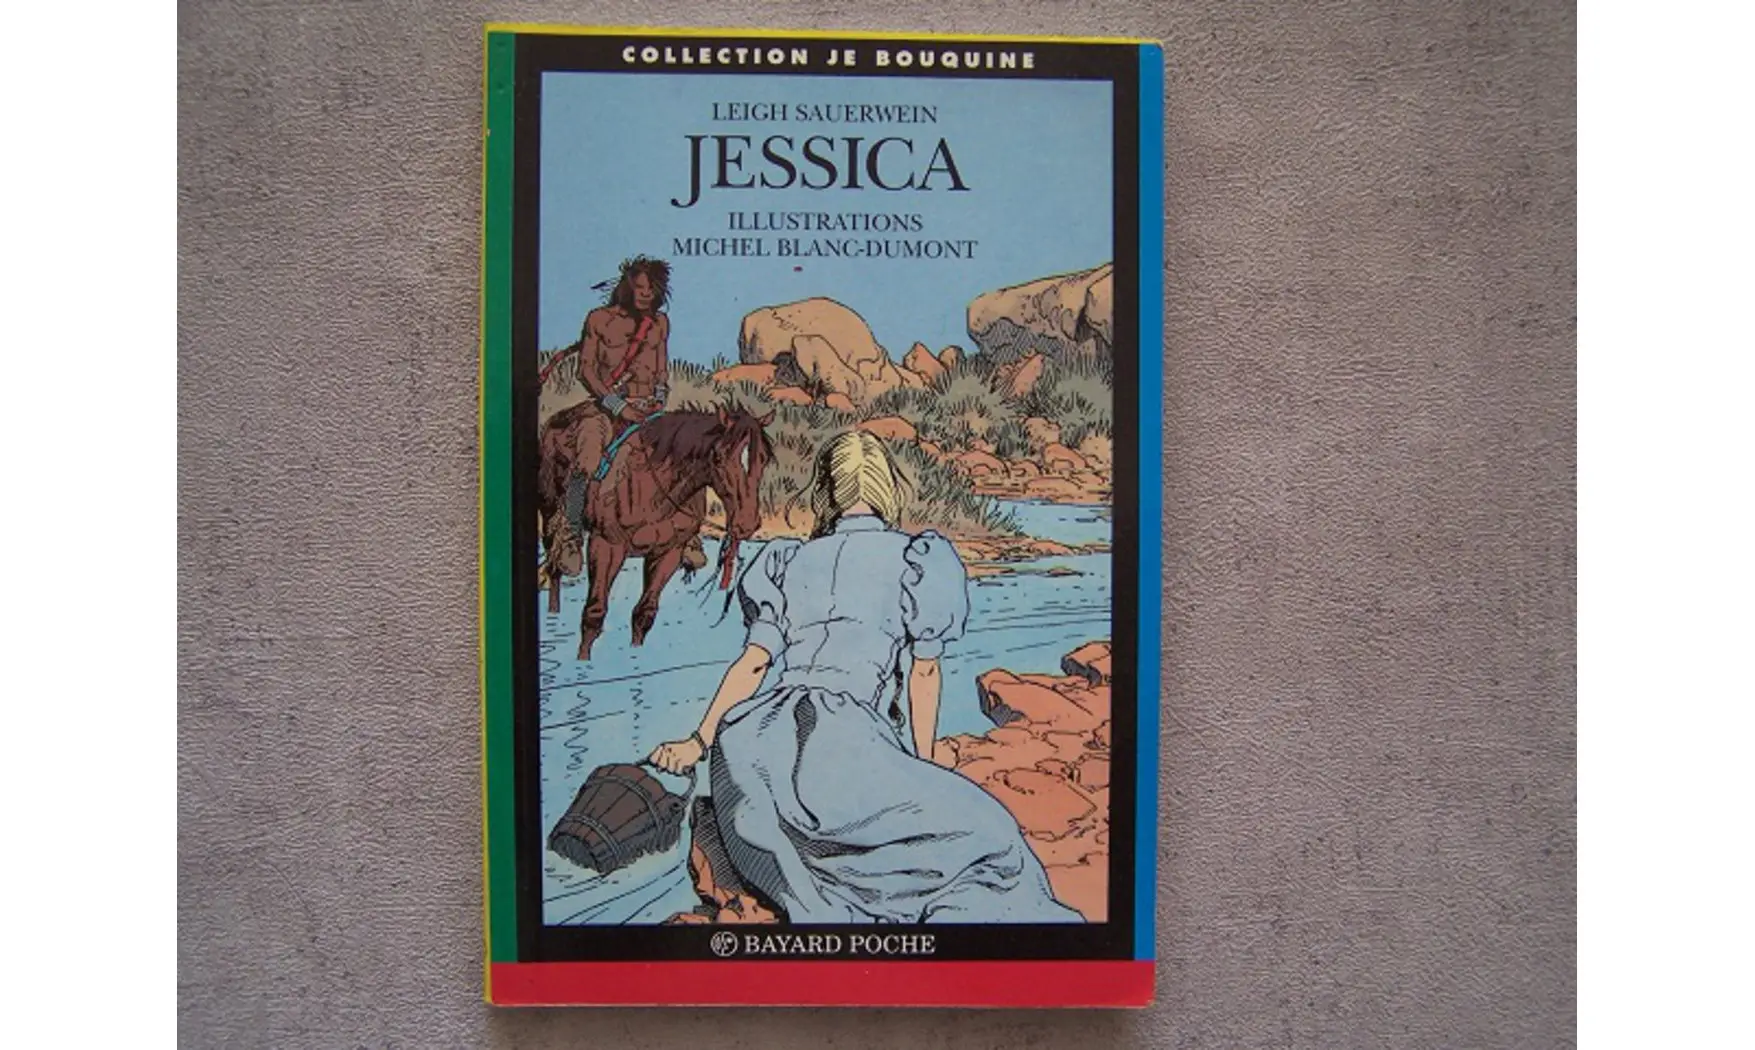 COLLECTION JE BOUQUINE
LEIGH SAUERWEIN
JESSICA
ILLUSTRATIONS
MICHEL BLANC-DUMONT
BAYARD POCHE